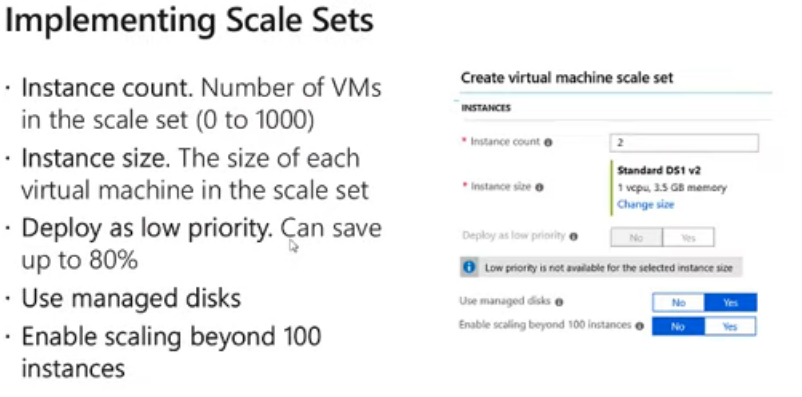 Implementing Scale Sets
· Instance count. Number of VMs
in the scale set (0 to 1000)
· Instance size. The size of each
virtual machine in the scale set
· Deploy as low priority. Can save
up to 80%
· Use managed disks
· Enable scaling beyond 100
instances
Create virtual machine scale set
INSTANCES
* Instance count 2
* Instance size Standard DS1 v2
1 vcpu, 3.5 GB memory
Change size
Deploy as low priority No Yes
Low priority is not available for the selected instance size
Use managed disks No Yes
Enable scaling beyond 100 instances No Yes